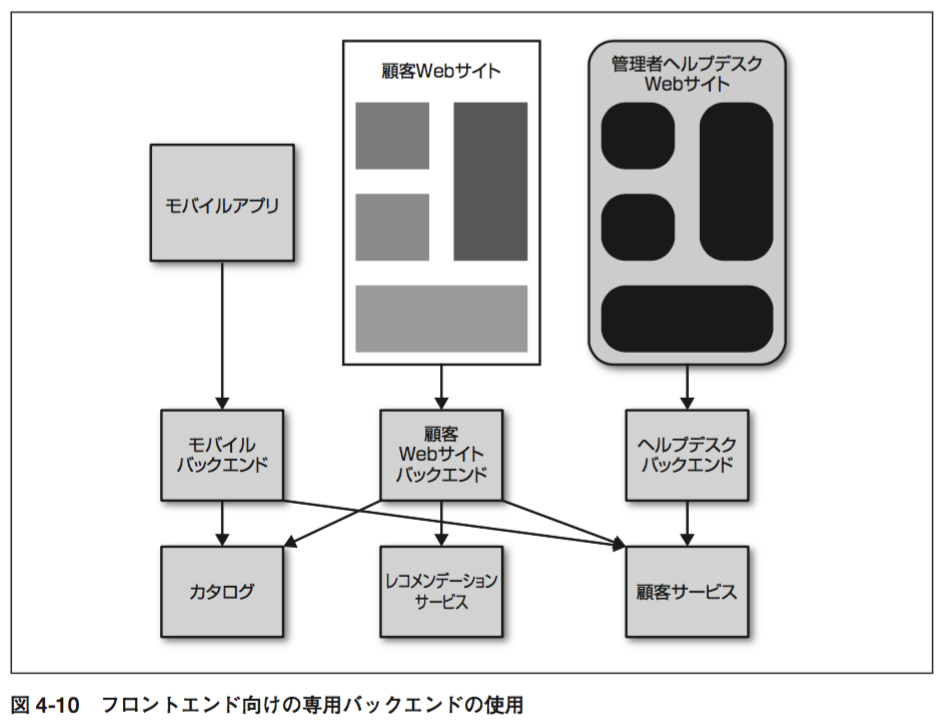 顧客Webサイト
管理者ヘルプデスク
Webサイト
モバイルアプリ
モバイル
バックエンド
顧客
Webサイト
バックエンド
ヘルプデスク
バックエンド
カタログ
レコメンデーション
サービス
顧客サービス
図 4-10　フロントエンド向けの専用バックエンドの使用